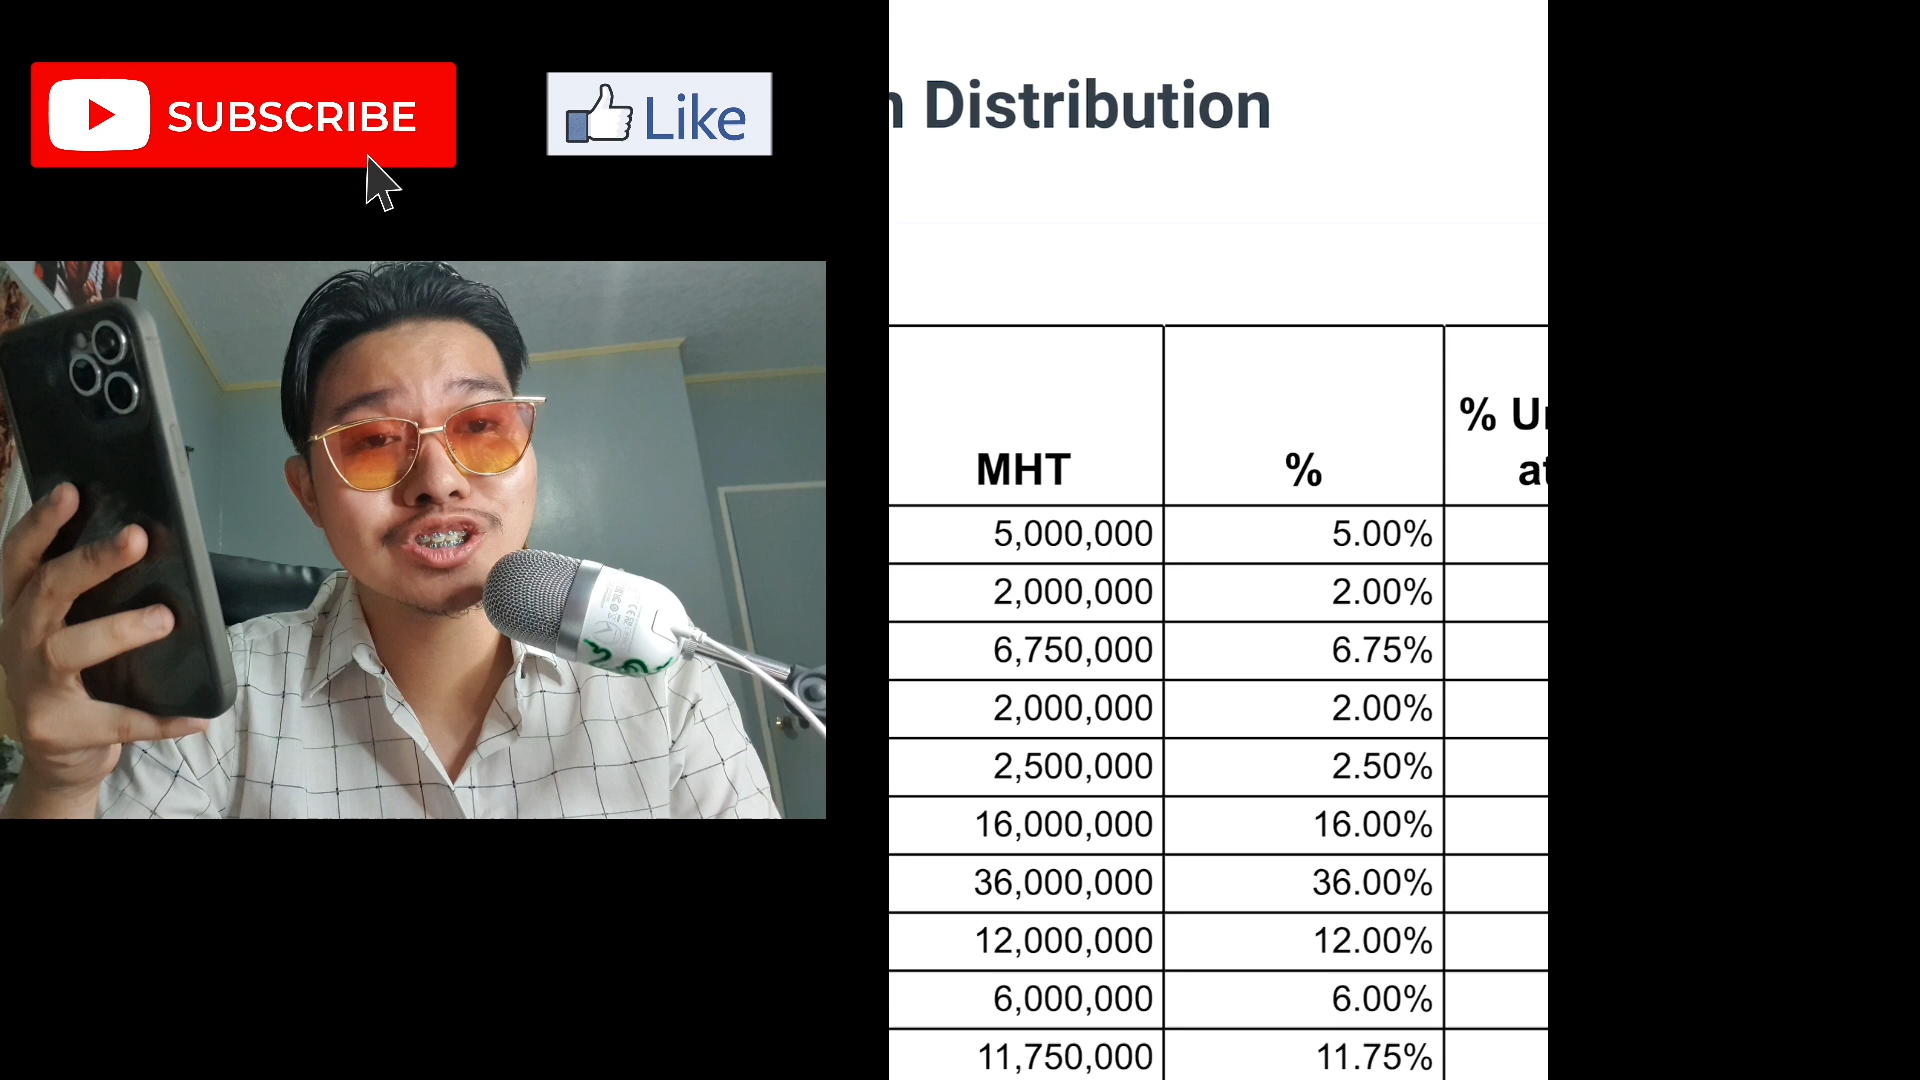 SUBSCRIBE
Like
Distribution
MHT % %
5,000,000 5.00%
2,000,000 2.00%
6,750,000 6.75%
2,000,000 2.00%
2,500,000 2.50%
16,000,000 16.00%
36,000,000 36.00%
12,000,000 12.00%
6,000,000 6.00%
11,750,000 11.75%